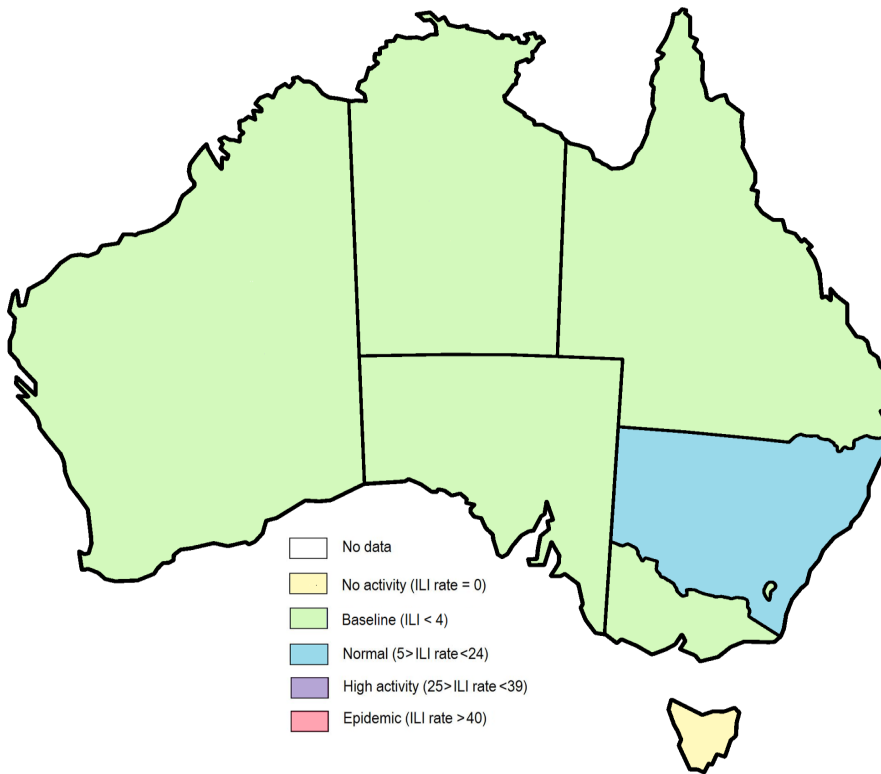 No data
No activity (ILI rate = 0)
Baseline (ILI < 4)
Normal (5> ILI rate <24)
High activity (25> ILI rate <39)
Epidemic (ILI rate >40)